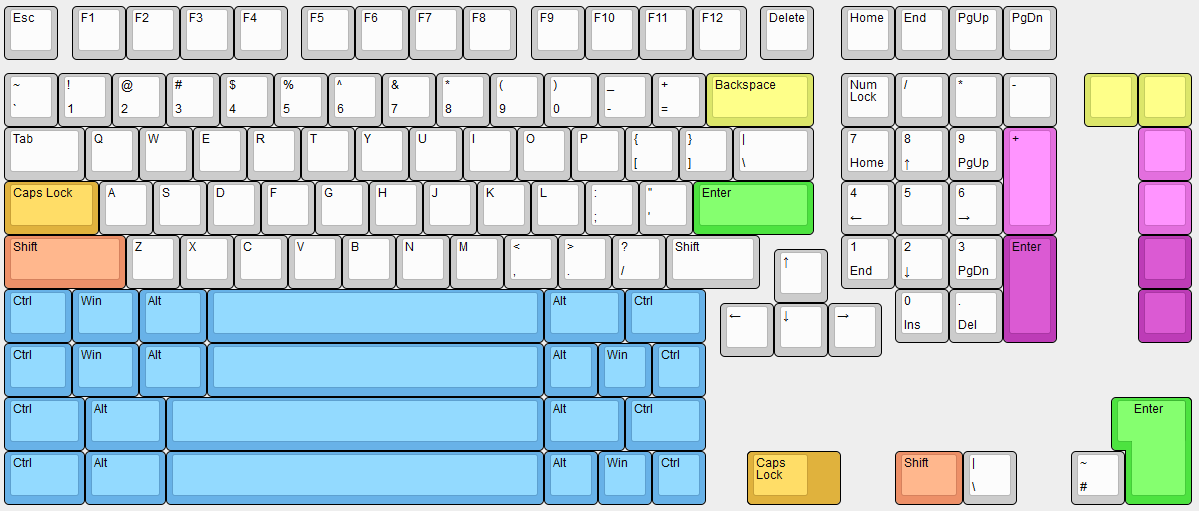 Esc F1 F2 F3 F4 F5 F6 F7 F8 F9 F10 F11 F12 Delete Home End PgUp PgDn
~ ! @ # $ % ^ & * ( ) _ + Backspace Num Lock / * -
` 1 2 3 4 5 6 7 8 9 0 - =
Tab Q W E R T Y U I O P { } | 7 8 9 +
[ ] \ Home ↑ PgUp
Caps Lock A S D F G H J K L : " Enter 4 5 6
; ' ← →
Shift Z X C V B N M < > ? Shift 1 2 3 Enter
, . / ↑ End ↓ PgDn
Ctrl Win Alt Alt Ctrl 0 .
← ↓ → Ins Del
Ctrl Win Alt Alt Win Ctrl
Ctrl Alt Alt Ctrl Enter
Ctrl Alt Alt Win Ctrl Caps Lock Shift | ~
\ #